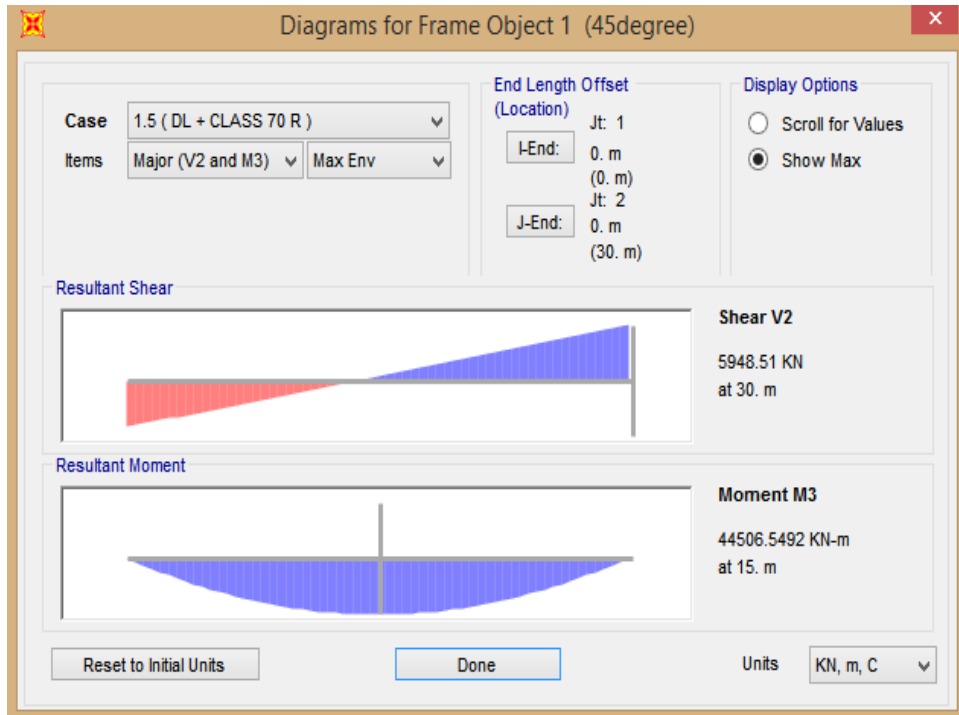 Diagrams for Frame Object 1 (45degree)
×
Case
1.5 ( DL + CLASS 70 R )
Items
Major (V2 and M3)
Max Env
End Length Offset
(Location)
I-End:
Jt: 1
0. m
(0. m)
J-End:
Jt: 2
0. m
(30. m)
Display Options
Scroll for Values
Show Max
Resultant Shear
Shear V2
5948.51 KN
at 30. m
Resultant Moment
Moment M3
44506.5492 KN-m
at 15. m
Reset to Initial Units
Done
Units
KN, m, C